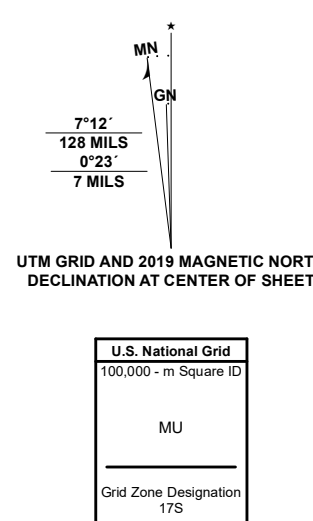 ★
MN
GN
7°12´
128 MILS
0°23´
7 MILS
UTM GRID AND 2019 MAGNETIC NORT
DECLINATION AT CENTER OF SHEET
U.S. National Grid
100,000 - m Square ID
MU
Grid Zone Designation
17S